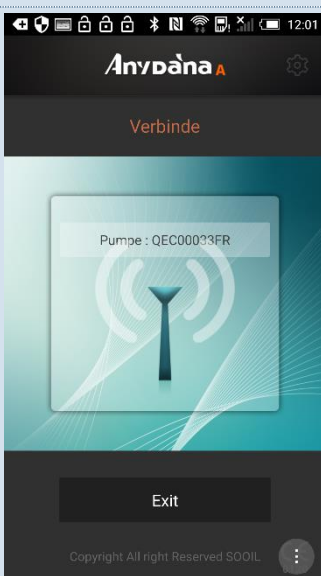 12:01
AnyDana A
Verbinde
Pumpe : QEC00033FR
Exit
Copyright All right Reserved SOOIL